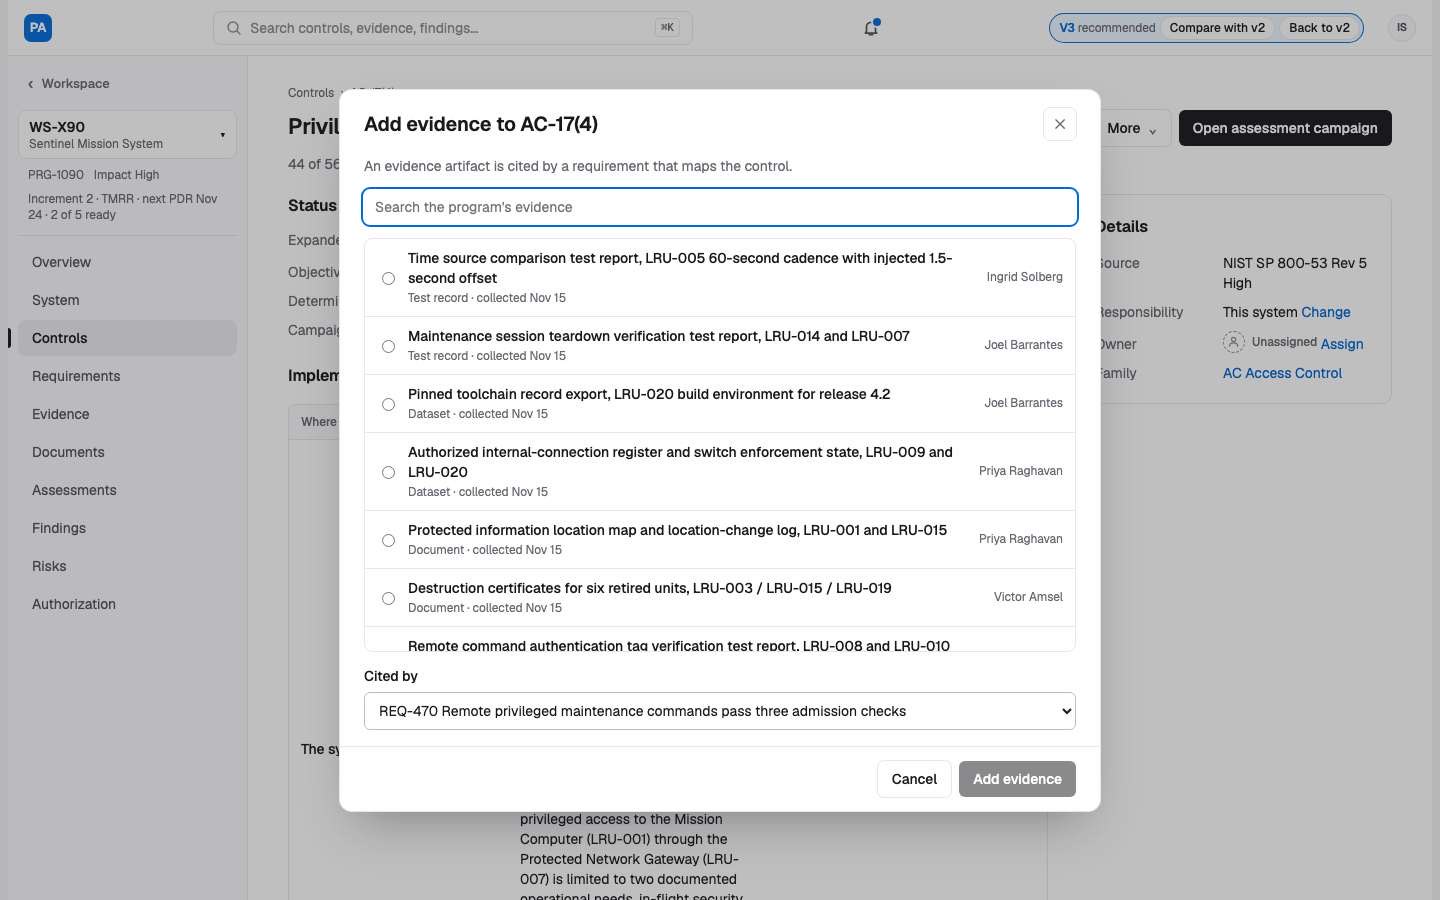 PA
Search controls, evidence, findings...
⌘K
V3 recommended
Compare with v2
Back to v2
IS
Workspace
WS-X90
Sentinel Mission System
PRG-1090 Impact High
Increment 2 · TMRR · next PDR Nov
24 · 2 of 5 ready
Overview
System
Controls
Requirements
Evidence
Documents
Assessments
Findings
Risks
Authorization
Controls
Privil
44 of 56
More
Open assessment campaign
Status
Expande
Objectiv
Determi
Campaig
Implem
Where
The sy
Add evidence to AC-17(4)
An evidence artifact is cited by a requirement that maps the control.
Search the program's evidence
Time source comparison test report, LRU-005 60-second cadence with injected 1.5-
second offset
Test record · collected Nov 15
Ingrid Solberg
Maintenance session teardown verification test report, LRU-014 and LRU-007
Test record · collected Nov 15
Joel Barrantes
Pinned toolchain record export, LRU-020 build environment for release 4.2
Dataset · collected Nov 15
Joel Barrantes
Authorized internal-connection register and switch enforcement state, LRU-009 and
LRU-020
Dataset · collected Nov 15
Priya Raghavan
Protected information location map and location-change log, LRU-001 and LRU-015
Document · collected Nov 15
Priya Raghavan
Destruction certificates for six retired units, LRU-003 / LRU-015 / LRU-019
Document · collected Nov 15
Victor Amsel
Remote command authentication tag verification test report, LRU-008 and LRU-010
Cited by
REQ-470 Remote privileged maintenance commands pass three admission checks
Cancel
Add evidence
Details
Source
NIST SP 800-53 Rev 5
High
Responsibility
This system Change
Owner
Unassigned Assign
Family
AC Access Control
privileged access to the Mission
Computer (LRU-001) through the
Protected Network Gateway (LRU-
007) is limited to two documented
operational needs, in-flight security